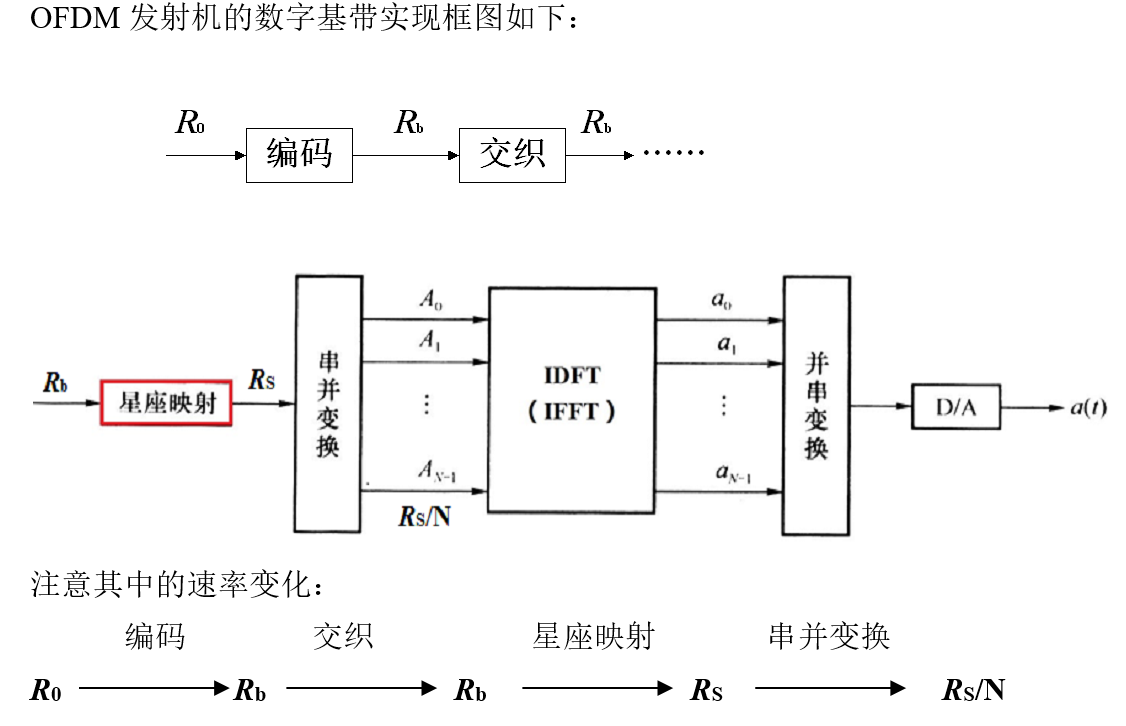 OFDM 发射机的数字基带实现框图如下：
R0 编码 Rb 交织 Rb ……
Rb 星座映射 RS 串并变换 A0 A1 ⋮ AN-1 RS/N IDFT (IFFT) a0 a1 ⋮ aN-1 并串变换 D/A a(t)
注意其中的速率变化：
编码 交织 星座映射 串并变换
R0 Rb Rb RS RS/N